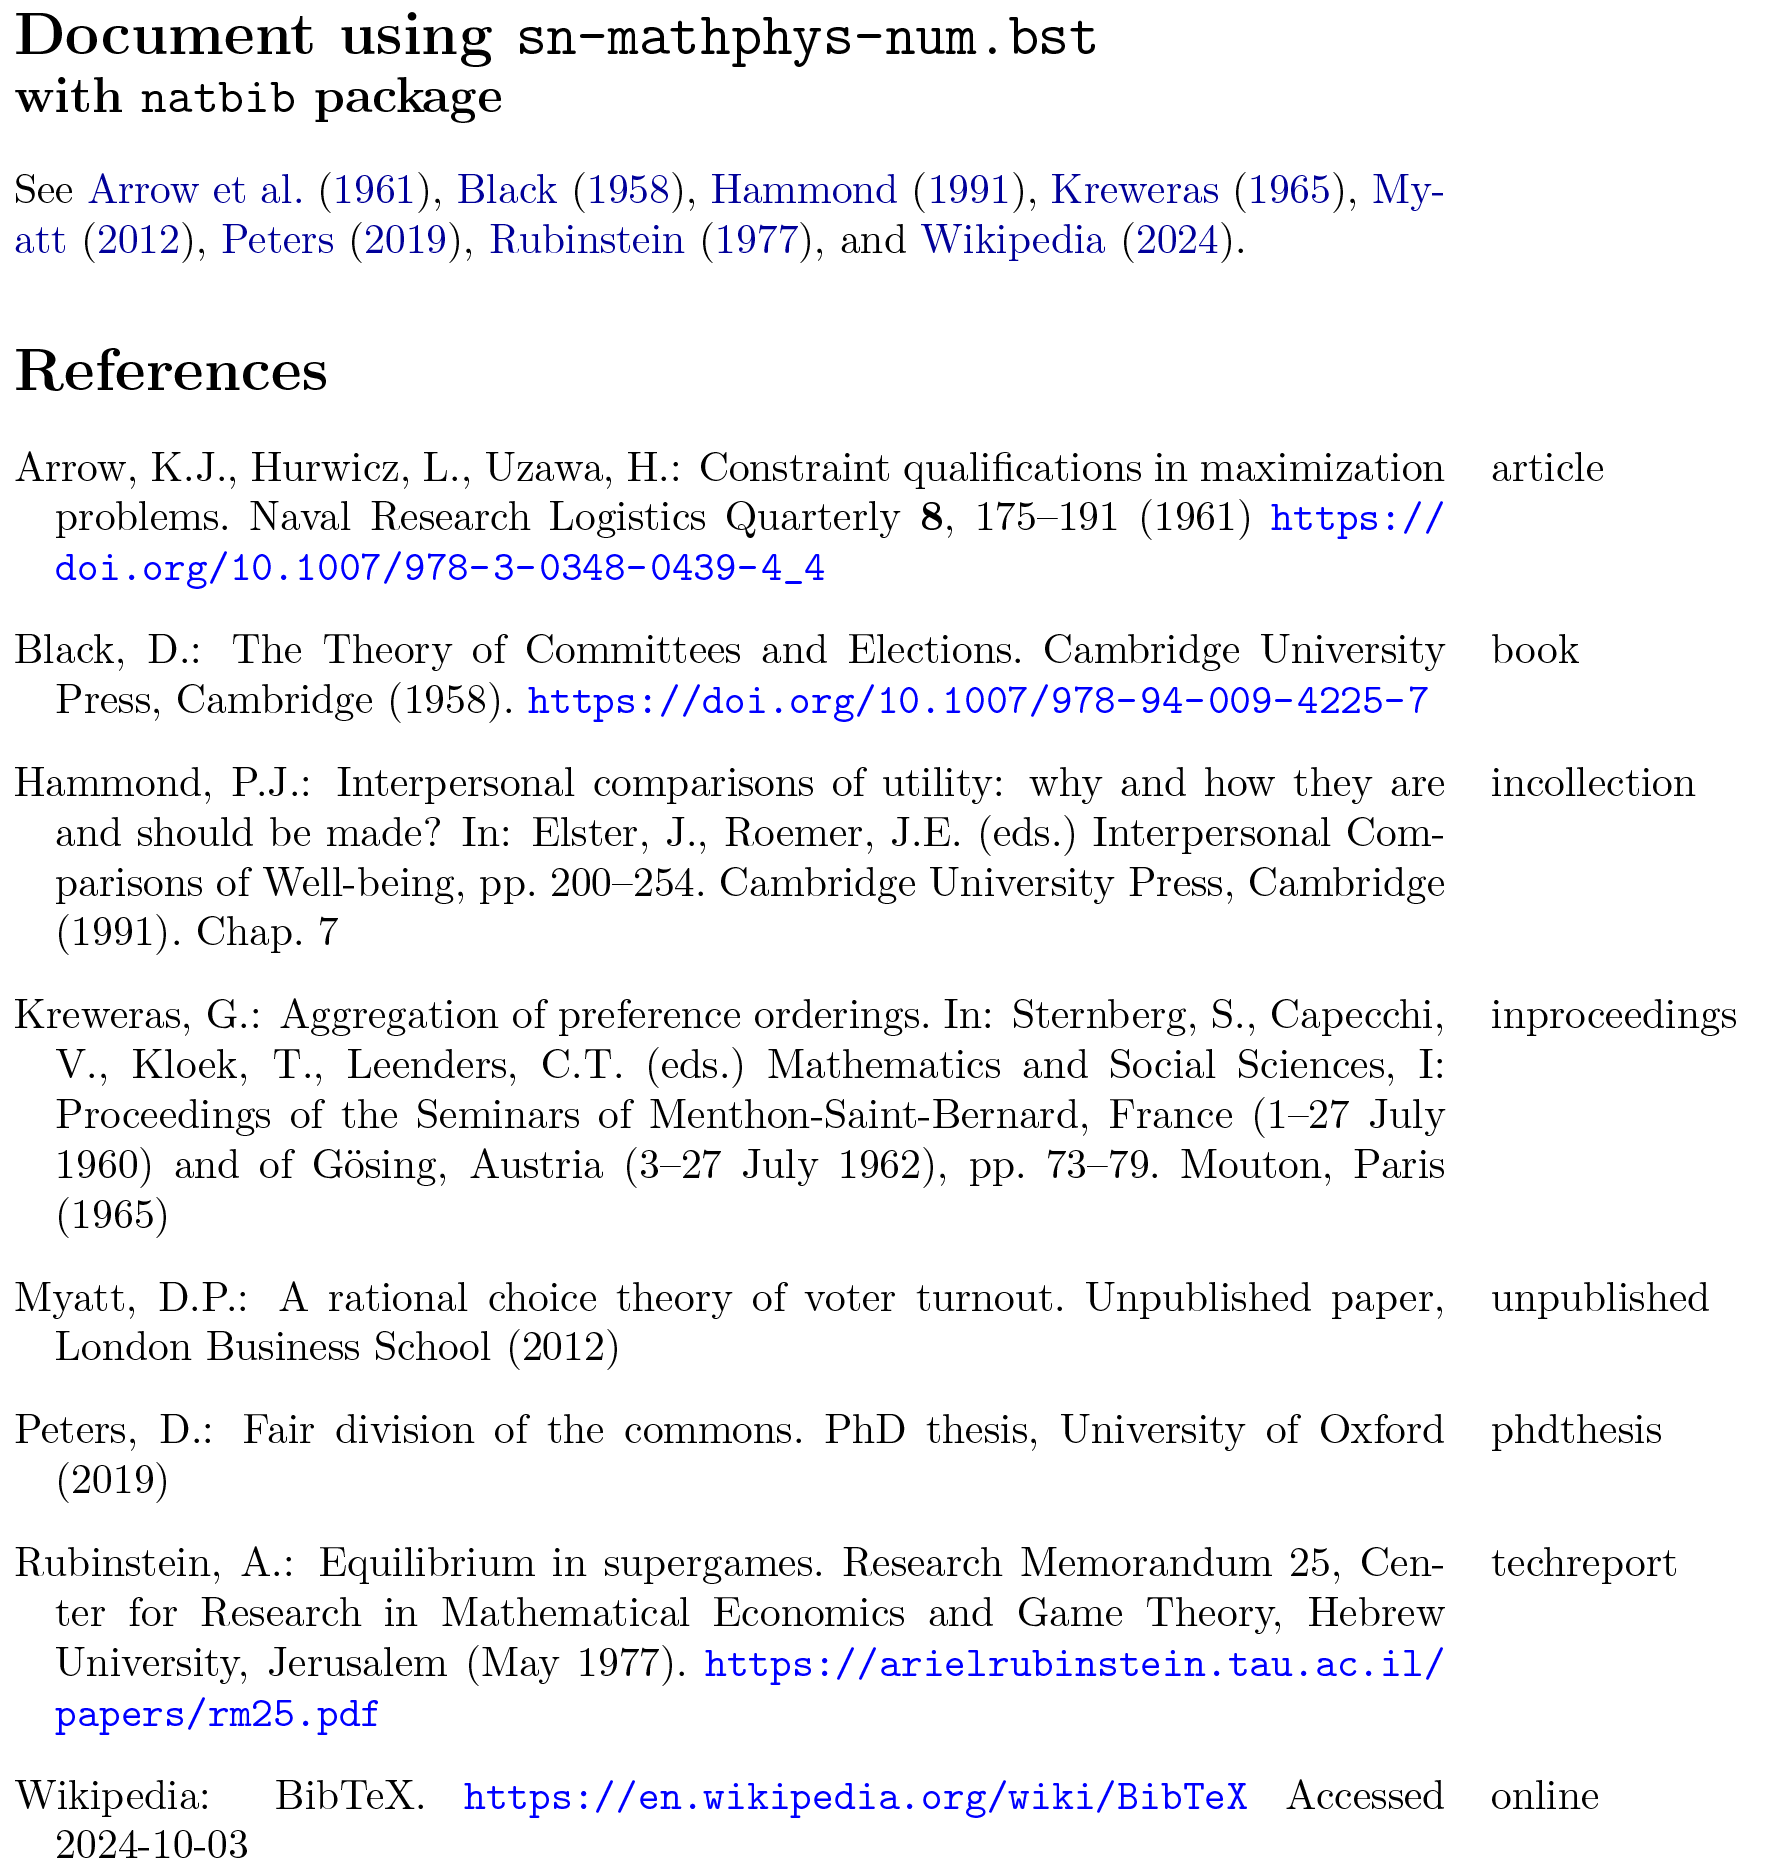 Document using sn-mathphys-num.bst
with natbib package
See Arrow et al. (1961), Black (1958), Hammond (1991), Kreweras (1965), My-
att (2012), Peters (2019), Rubinstein (1977), and Wikipedia (2024).
References
Arrow, K.J., Hurwicz, L., Uzawa, H.: Constraint qualifications in maximization article
problems. Naval Research Logistics Quarterly 8, 175–191 (1961) https://
doi.org/10.1007/978-3-0348-0439-4_4
Black, D.: The Theory of Committees and Elections. Cambridge University book
Press, Cambridge (1958). https://doi.org/10.1007/978-94-009-4225-7
Hammond, P.J.: Interpersonal comparisons of utility: why and how they are incollection
and should be made? In: Elster, J., Roemer, J.E. (eds.) Interpersonal Com-
parisons of Well-being, pp. 200–254. Cambridge University Press, Cambridge
(1991). Chap. 7
Kreweras, G.: Aggregation of preference orderings. In: Sternberg, S., Capecchi, inproceedings
V., Kloek, T., Leenders, C.T. (eds.) Mathematics and Social Sciences, I:
Proceedings of the Seminars of Menthon-Saint-Bernard, France (1–27 July
1960) and of Gösing, Austria (3–27 July 1962), pp. 73–79. Mouton, Paris
(1965)
Myatt, D.P.: A rational choice theory of voter turnout. Unpublished paper, unpublished
London Business School (2012)
Peters, D.: Fair division of the commons. PhD thesis, University of Oxford phdthesis
(2019)
Rubinstein, A.: Equilibrium in supergames. Research Memorandum 25, Cen- techreport
ter for Research in Mathematical Economics and Game Theory, Hebrew
University, Jerusalem (May 1977). https://arielrubinstein.tau.ac.il/
papers/rm25.pdf
Wikipedia: BibTeX. https://en.wikipedia.org/wiki/BibTeX Accessed online
2024-10-03